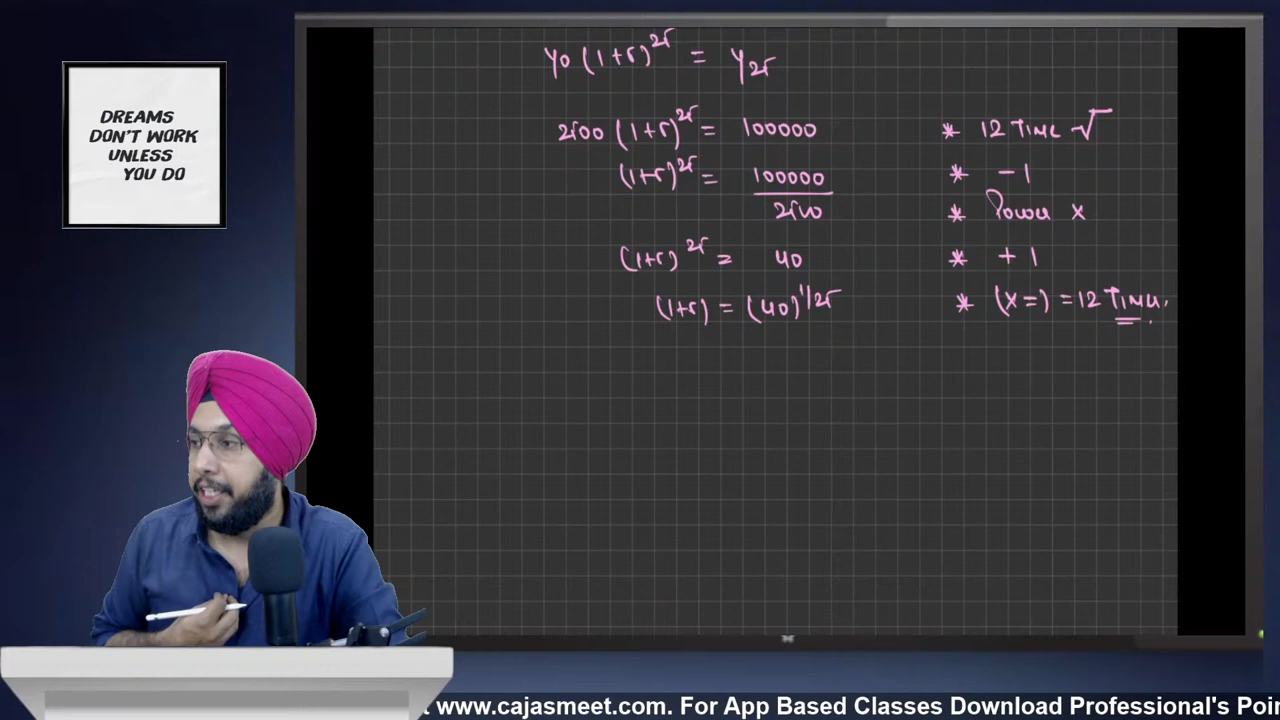 DREAMS
DON'T WORK
UNLESS
YOU DO
Y0 (1+r)^25 = Y25
2500 (1+r)^25 = 100000
(1+r)^25 = 100000
2500
(1+r)^25 = 40
(1+r) = (40)^1/25
* 12 TIME √
* -1
* Power x
* + 1
* (x =) = 12 TIME.
www.cajasmeet.com. For App Based Classes Download Professional's Poi